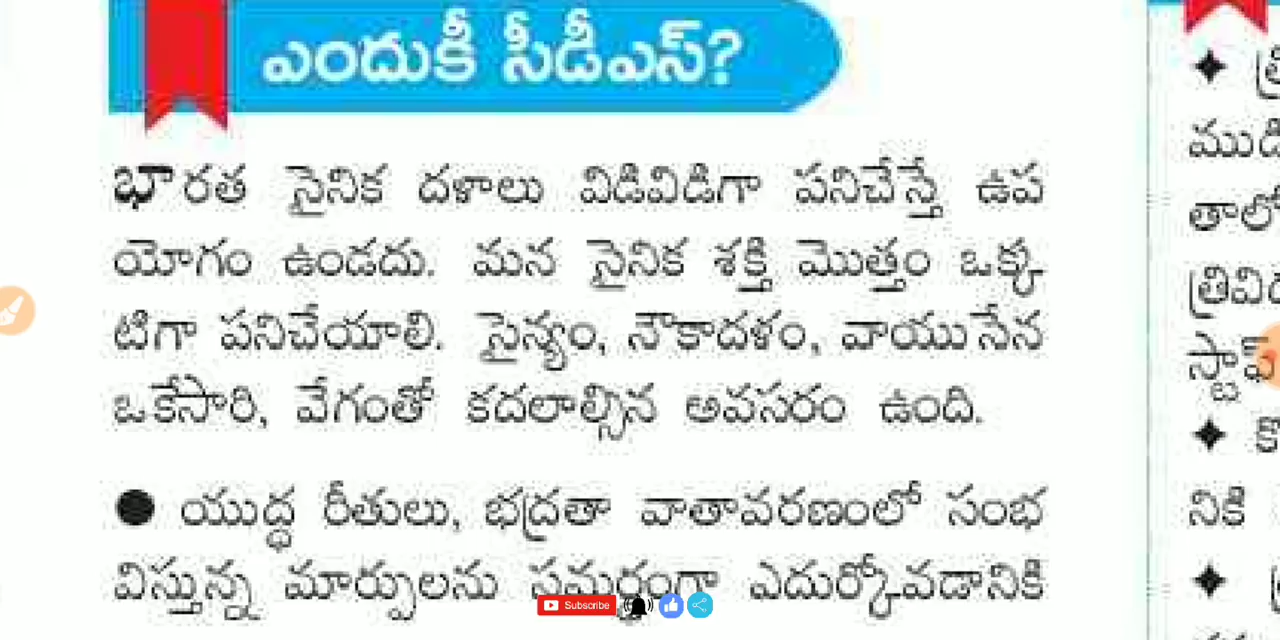 ఎందుకీ సీడీఎస్?
భారత సైనిక దళాలు విడివిడిగా పనిచేస్తే ఉప
యోగం ఉండదు. మన సైనిక శక్తి మొత్తం ఒక్క
టిగా పనిచేయాలి. సైన్యం, నౌకాదళం, వాయుసేన
ఒకేసారి, వేగంతో కదలాల్సిన అవసరం ఉంది.
● యుద్ధ రీతులు, భద్రతా వాతావరణంలో సంభ
విస్తున్న మార్పులను సమర్థంగా ఎదుర్కోవడానికి
Subscribe
ముడి
తాలో
త్రివిద
స్టాఫ్
నికి